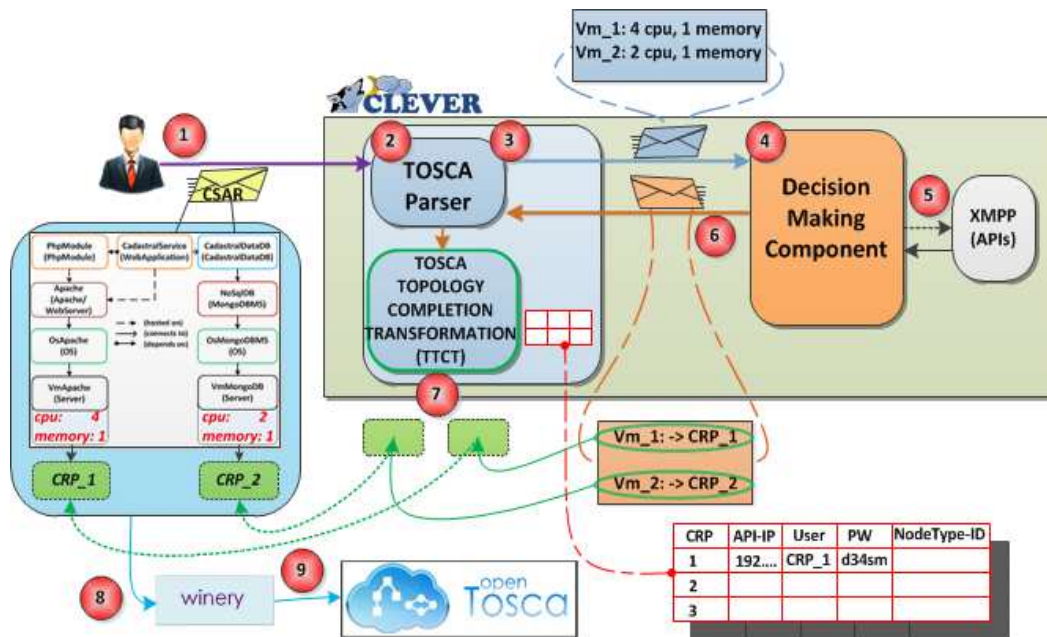 Vm_1: 4 cpu, 1 memory
Vm_2: 2 cpu, 1 memory
CLEVER
1
2
3
4
TOSCA
Parser
CSAR
Decision
Making
Component
5
XMPP
(APIs)
6
PhpModule
(PhpModule)
CadastralService
(WebApplication)
CadastralDataDB
(CadastralDataDB)
Apache
(Apache/
WebServer)
NoSqlDB
(MongoDBMS)
(hosted on)
(connects to)
(depends on)
OsApache
(OS)
OsMongoDBMS
(OS)
VmApache
(Server)
VmMongoDB
(Server)
cpu: 4
memory: 1
cpu: 2
memory: 1
CRP_1
CRP_2
TOSCA
TOPOLOGY
COMPLETION
TRANSFORMATION
(TTCT)
7
Vm_1: -> CRP_1
Vm_2: -> CRP_2
CRP API-IP User PW NodeType-ID
1 192.... CRP_1 d34sm
2
3
8
winery
9
open
Tosca